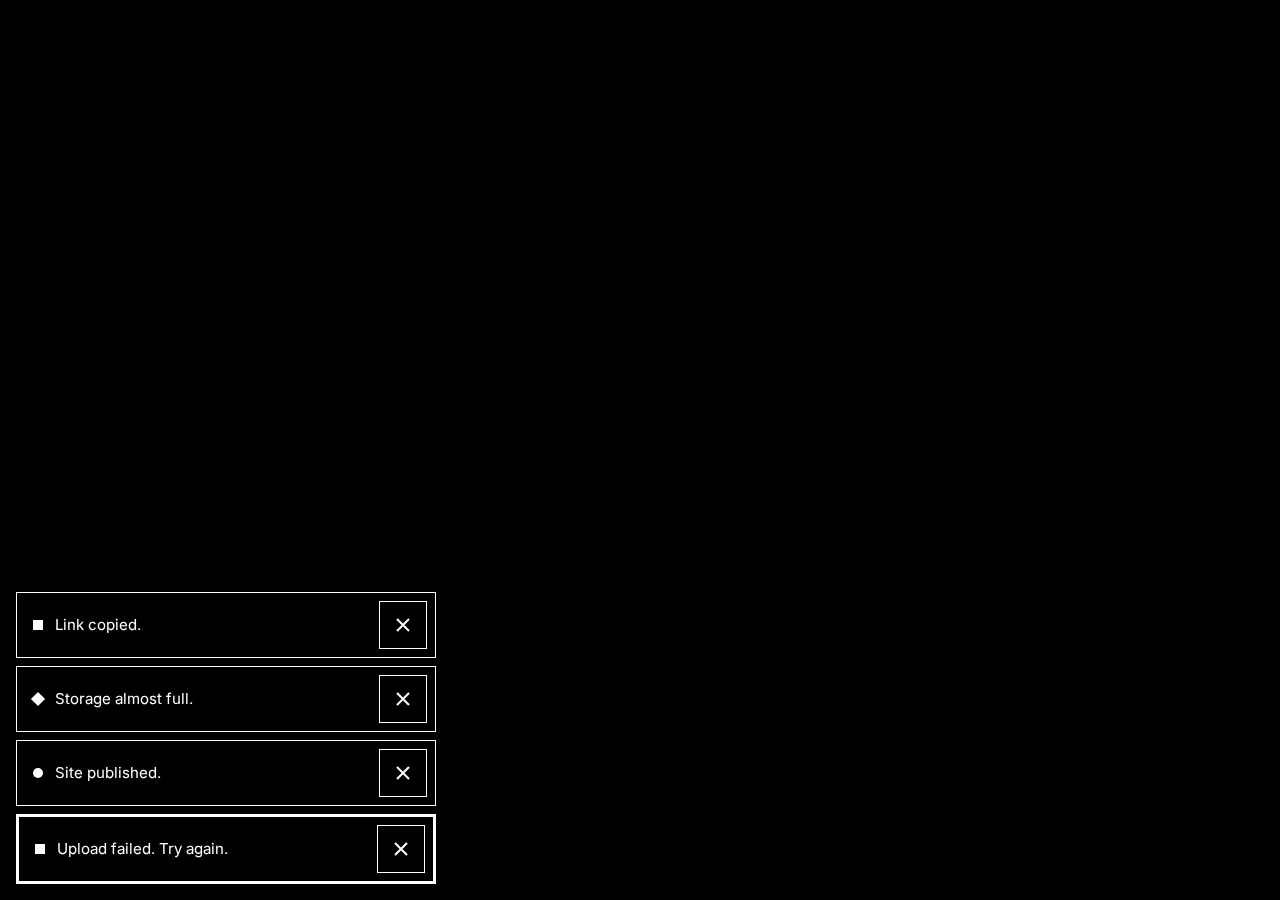 Link copied.
Storage almost full.
Site published.
Upload failed. Try again.